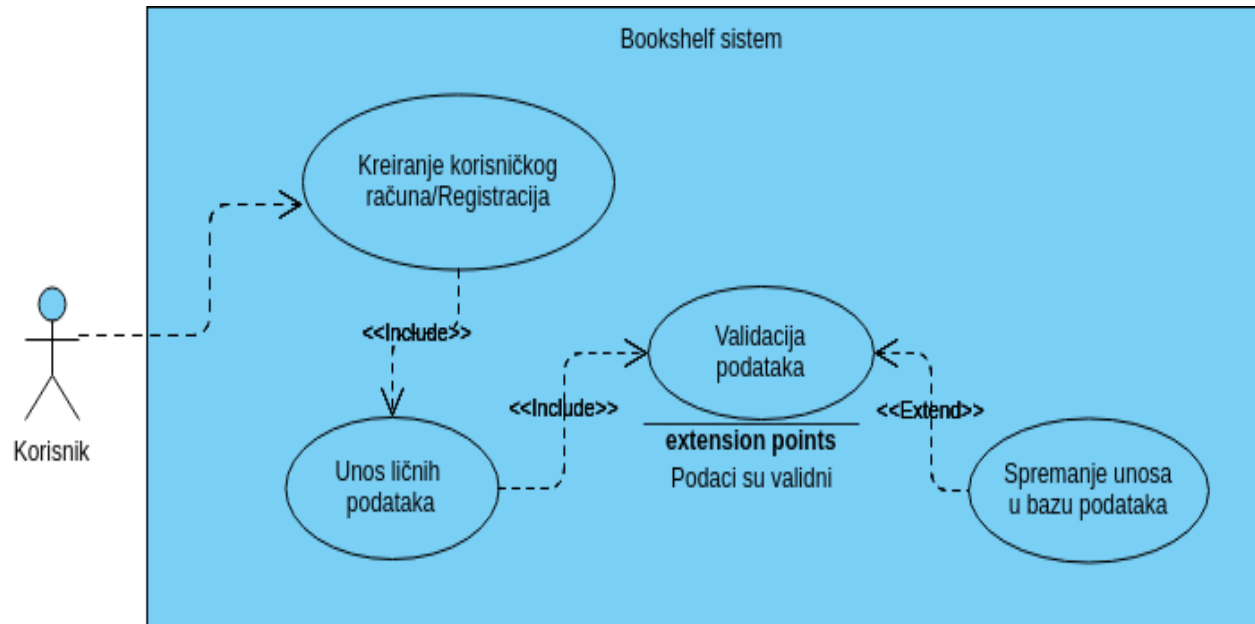 Bookshelf sistem
Kreiranje korisničkog
računa/Registracija
<<Include>>
Korisnik
Unos ličnih
podataka
<<Include>>
Validacija
podataka
extension points
Podaci su validni
<<Extend>>
Spremanje unosa
u bazu podataka